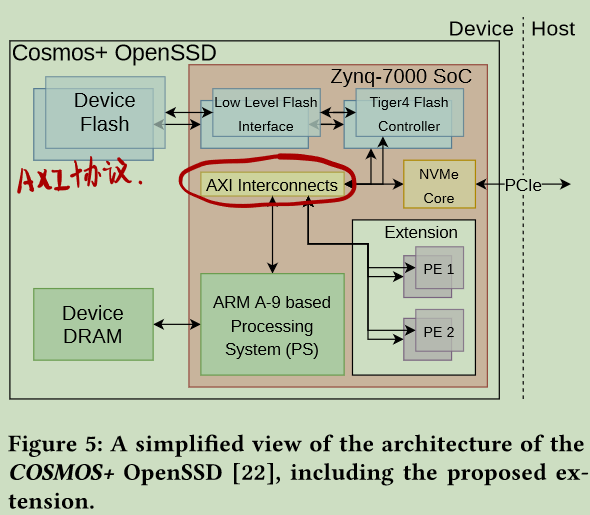 Device Host
Cosmos+ OpenSSD
Zynq-7000 SoC
Device
Flash
Low Level Flash
Interface
Tiger4 Flash
Controller
AXI协议.
AXI Interconnects
NVMe
Core
PCIe
Extension
PE 1
PE 2
Device
DRAM
ARM A-9 based
Processing
System (PS)
Figure 5: A simplified view of the architecture of the
COSMOS+ OpenSSD [22], including the proposed ex-
tension.